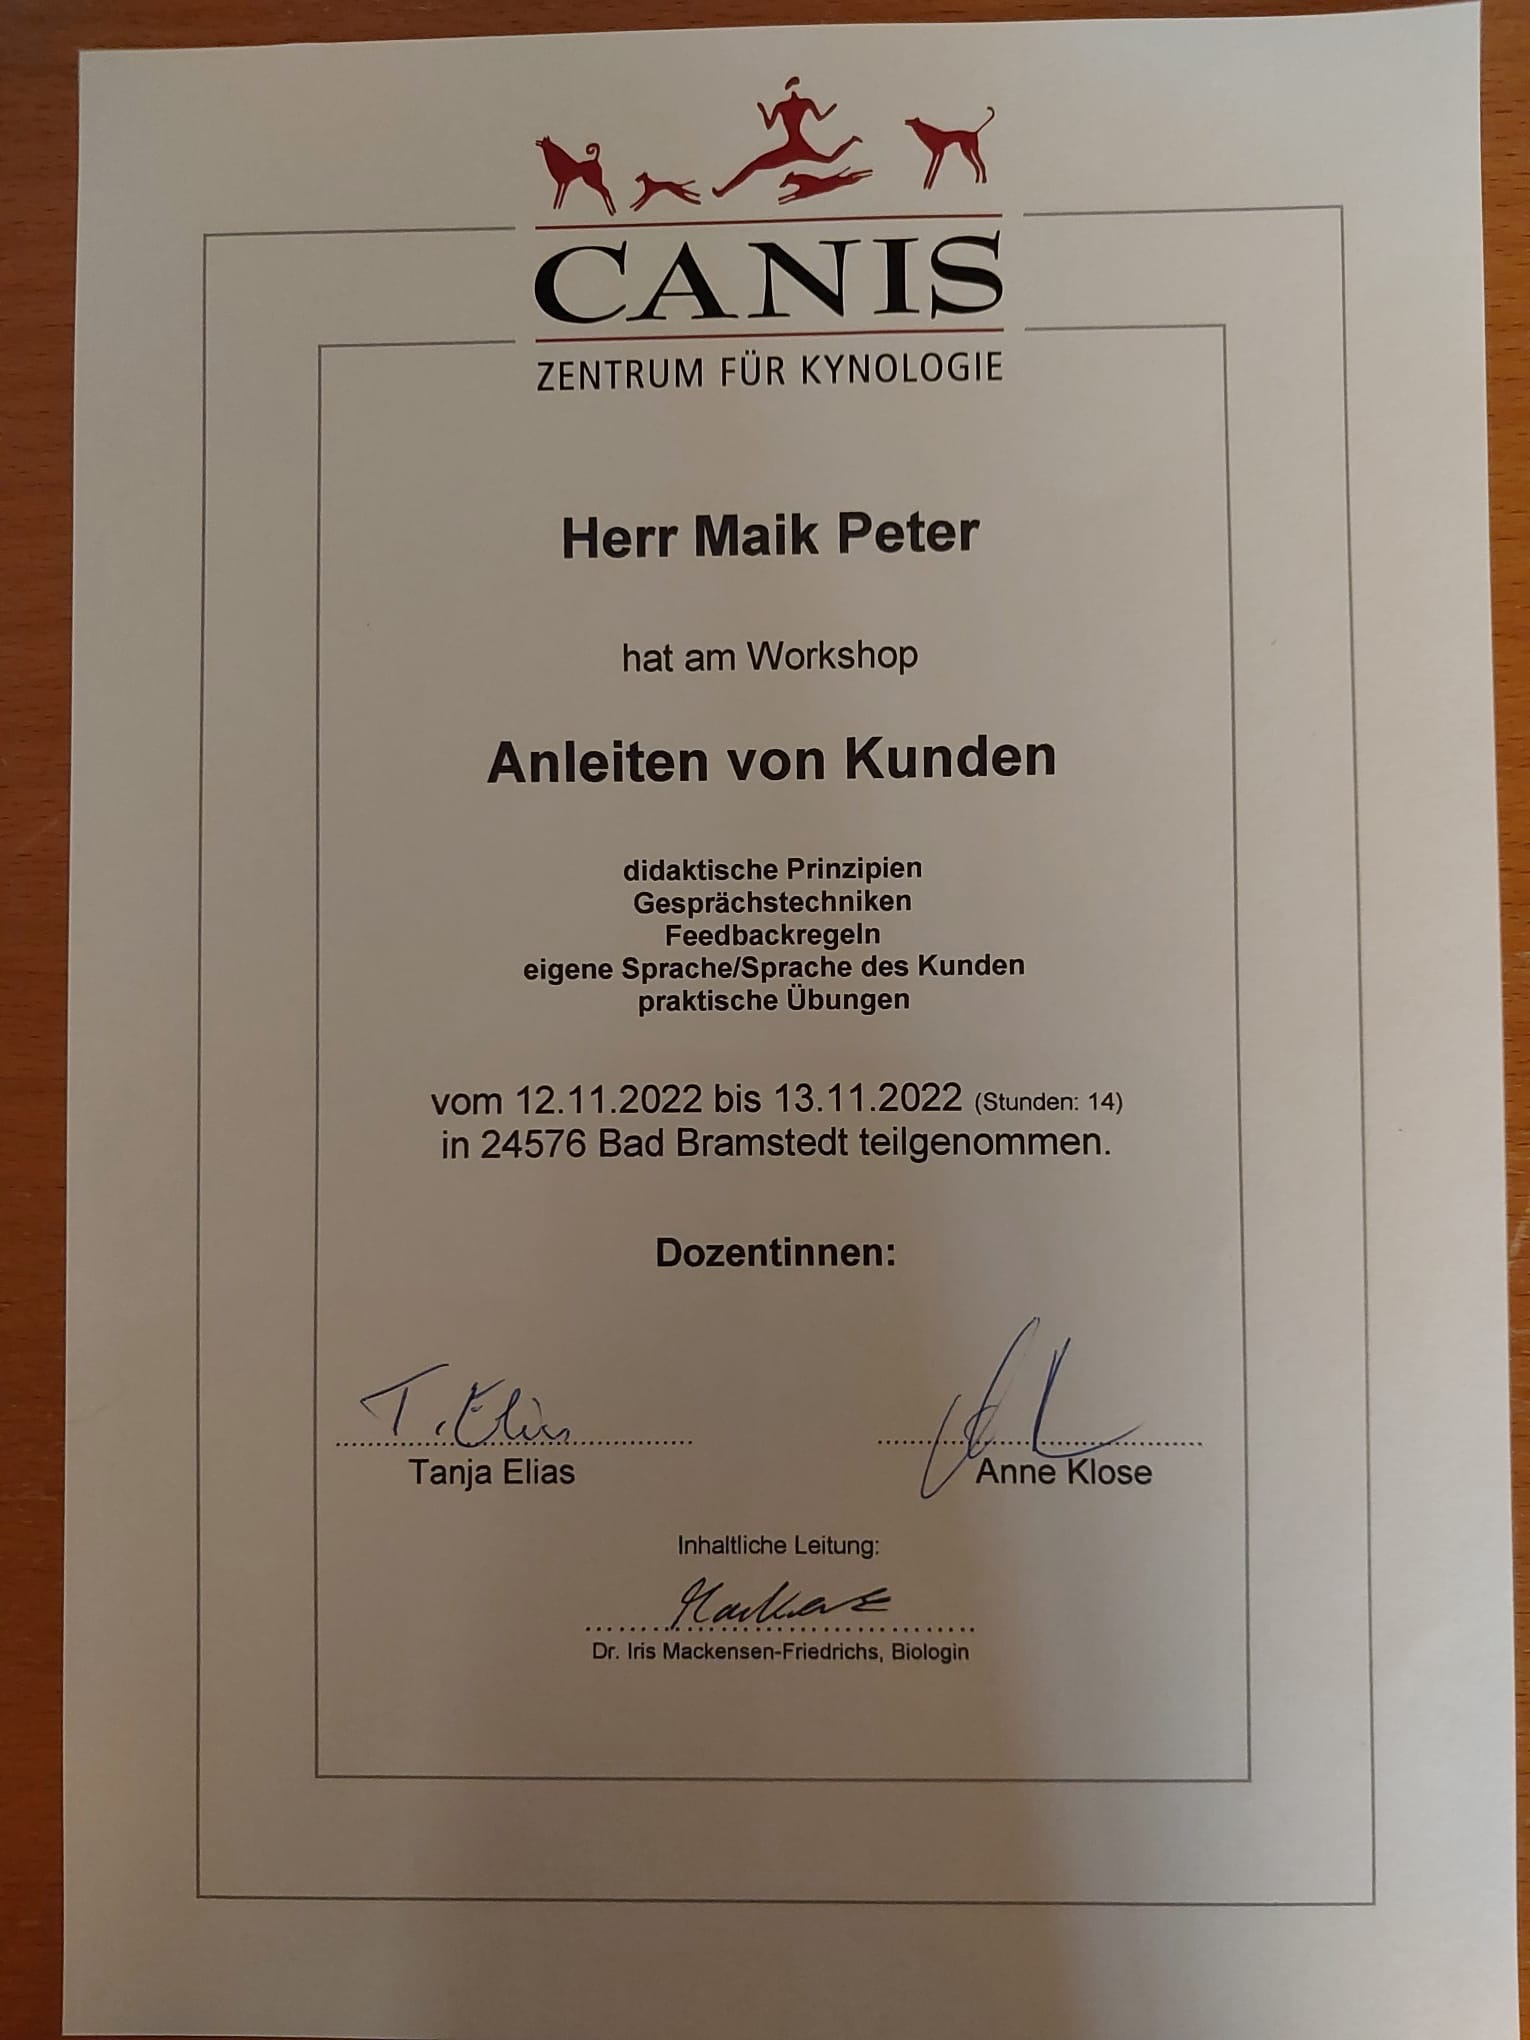 CANIS
ZENTRUM FÜR KYNOLOGIE
Herr Maik Peter
hat am Workshop
Anleiten von Kunden
didaktische Prinzipien
Gesprächstechniken
Feedbackregeln
eigene Sprache/Sprache des Kunden
praktische Übungen
vom 12.11.2022 bis 13.11.2022 (Stunden: 14)
in 24576 Bad Bramstedt teilgenommen.
Dozentinnen:
T. Elias
Tanja Elias
Anne Klose
Inhaltliche Leitung:
Dr. Iris Mackensen-Friedrichs, Biologin